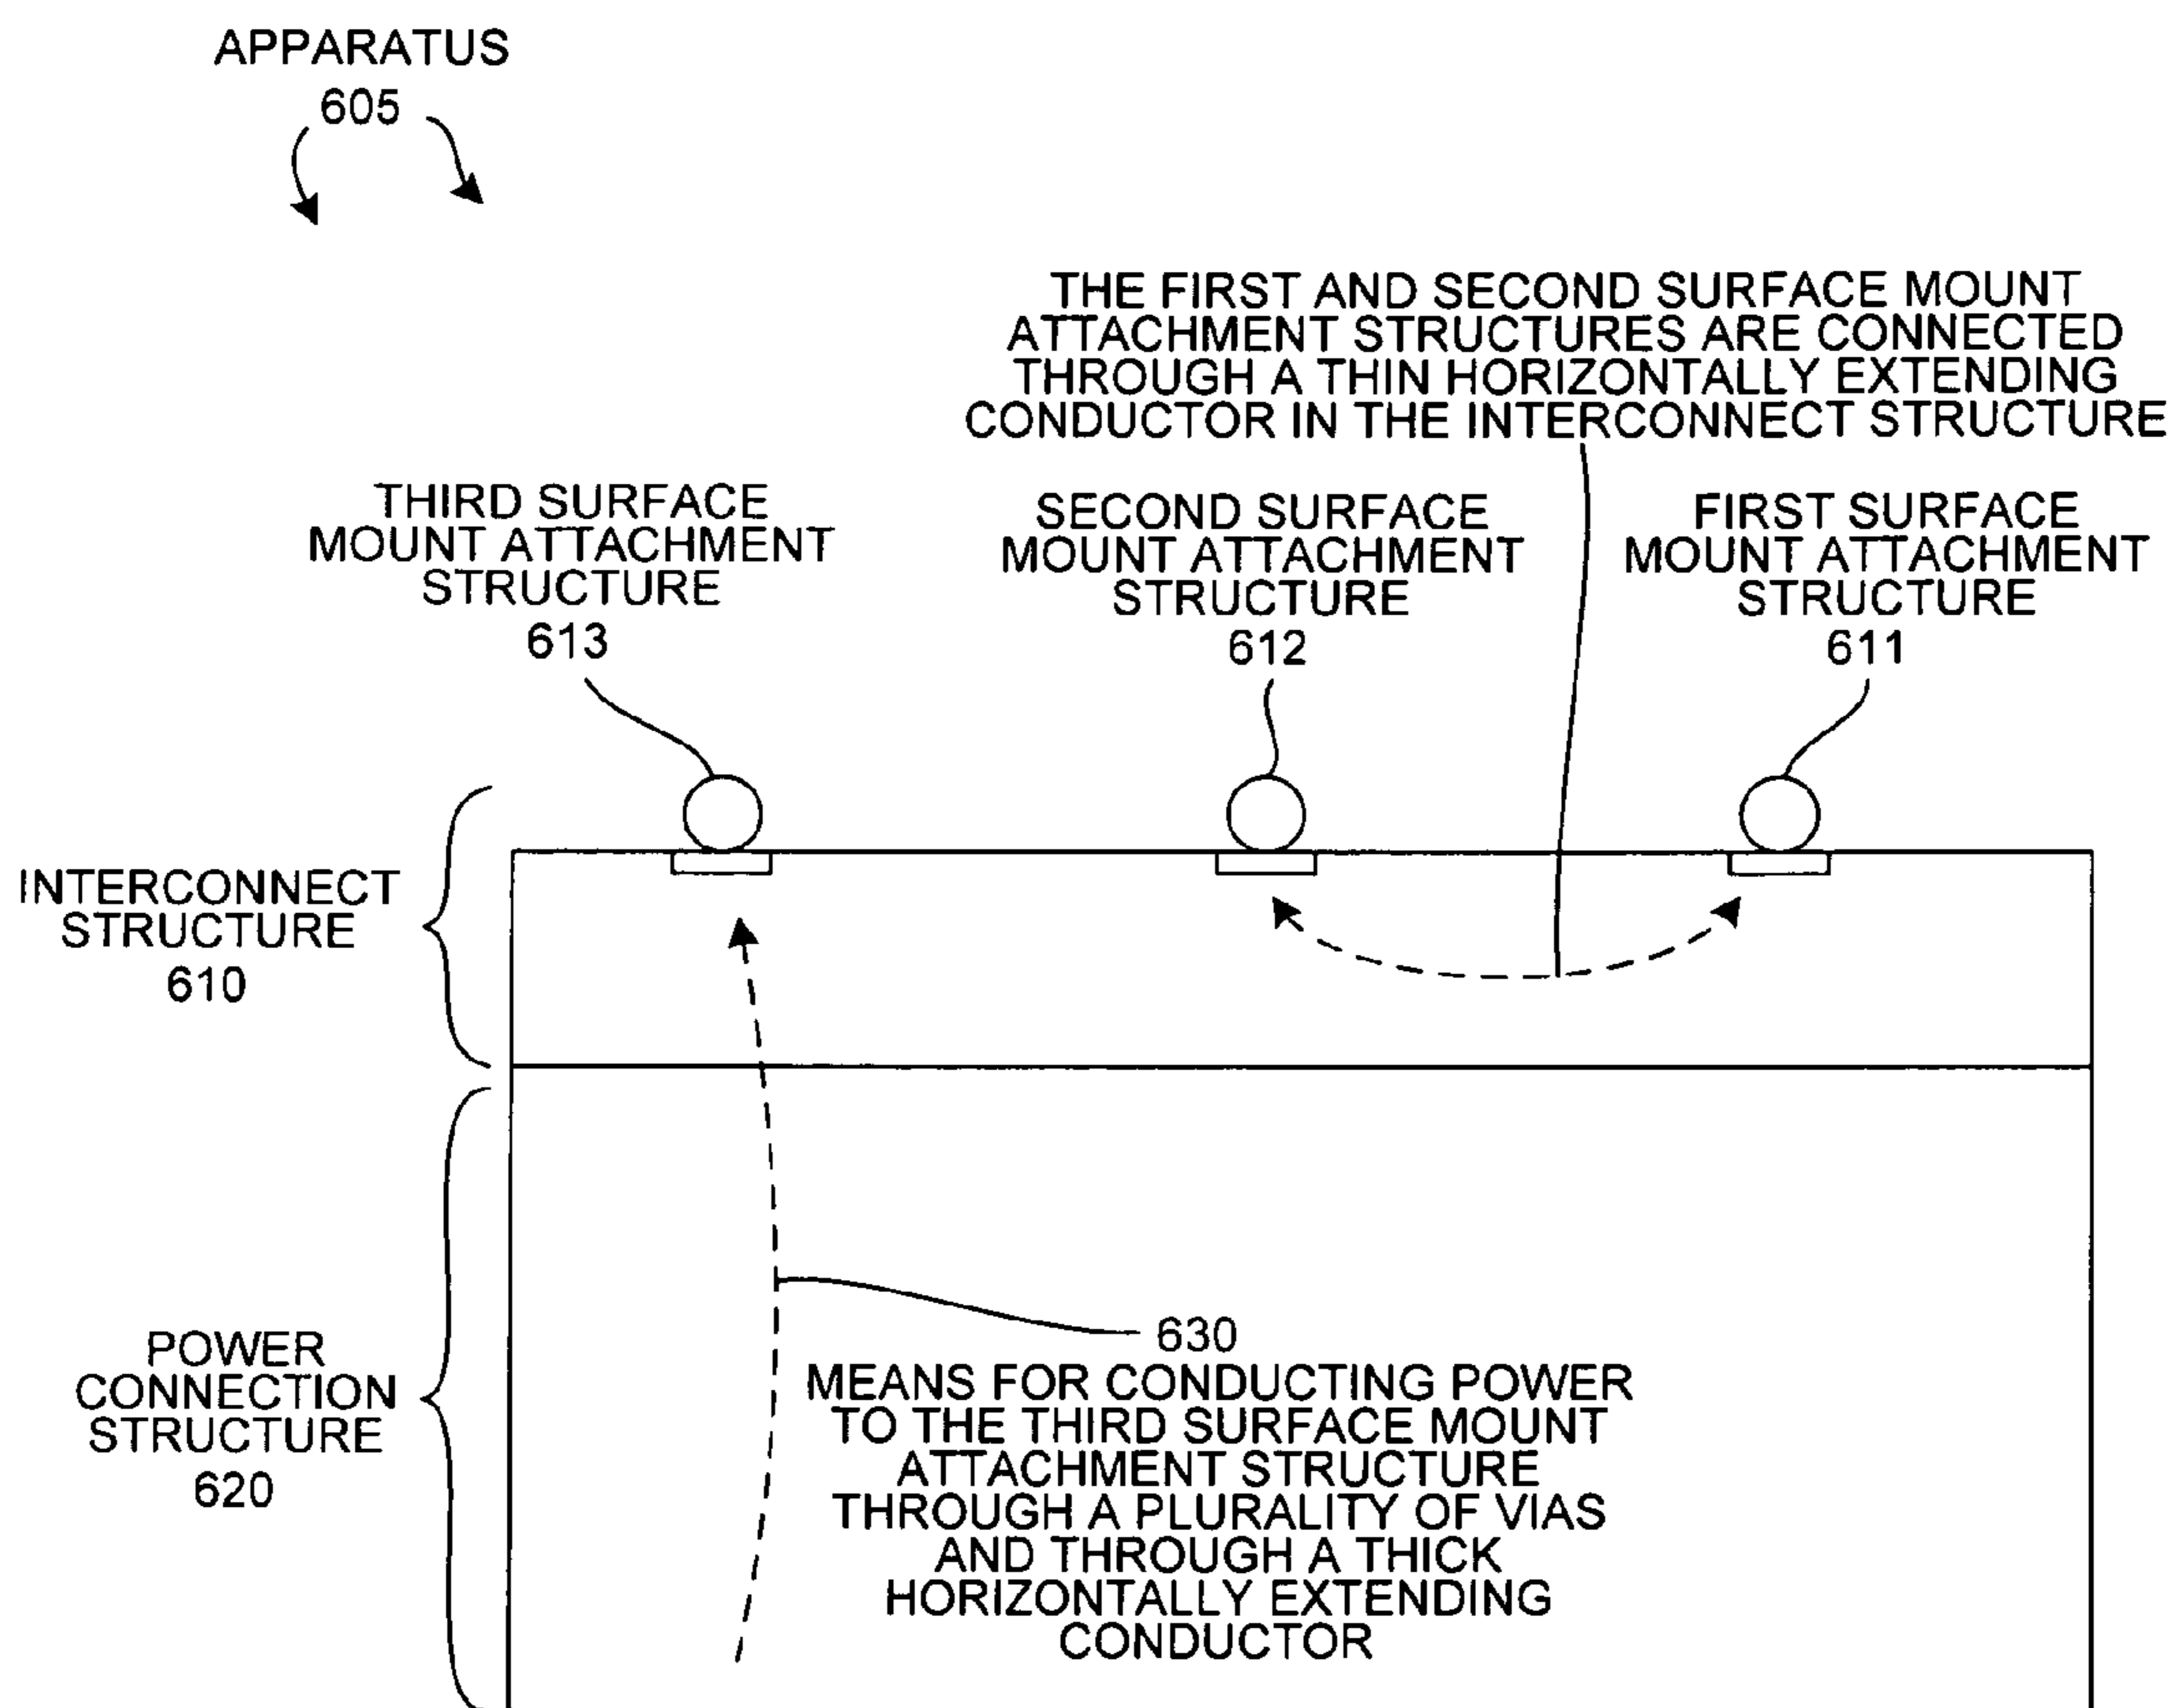 APPARATUS
605
THE FIRST AND SECOND SURFACE MOUNT
ATTACHMENT STRUCTURES ARE CONNECTED
THROUGH A THIN HORIZONTALLY EXTENDING
CONDUCTOR IN THE INTERCONNECT STRUCTURE
THIRD SURFACE
MOUNT ATTACHMENT
STRUCTURE
613
SECOND SURFACE
MOUNT ATTACHMENT
STRUCTURE
612
FIRST SURFACE
MOUNT ATTACHMENT
STRUCTURE
611
INTERCONNECT
STRUCTURE
610
POWER
CONNECTION
STRUCTURE
620
630
MEANS FOR CONDUCTING POWER
TO THE THIRD SURFACE MOUNT
ATTACHMENT STRUCTURE
THROUGH A PLURALITY OF VIAS
AND THROUGH A THICK
HORIZONTALLY EXTENDING
CONDUCTOR